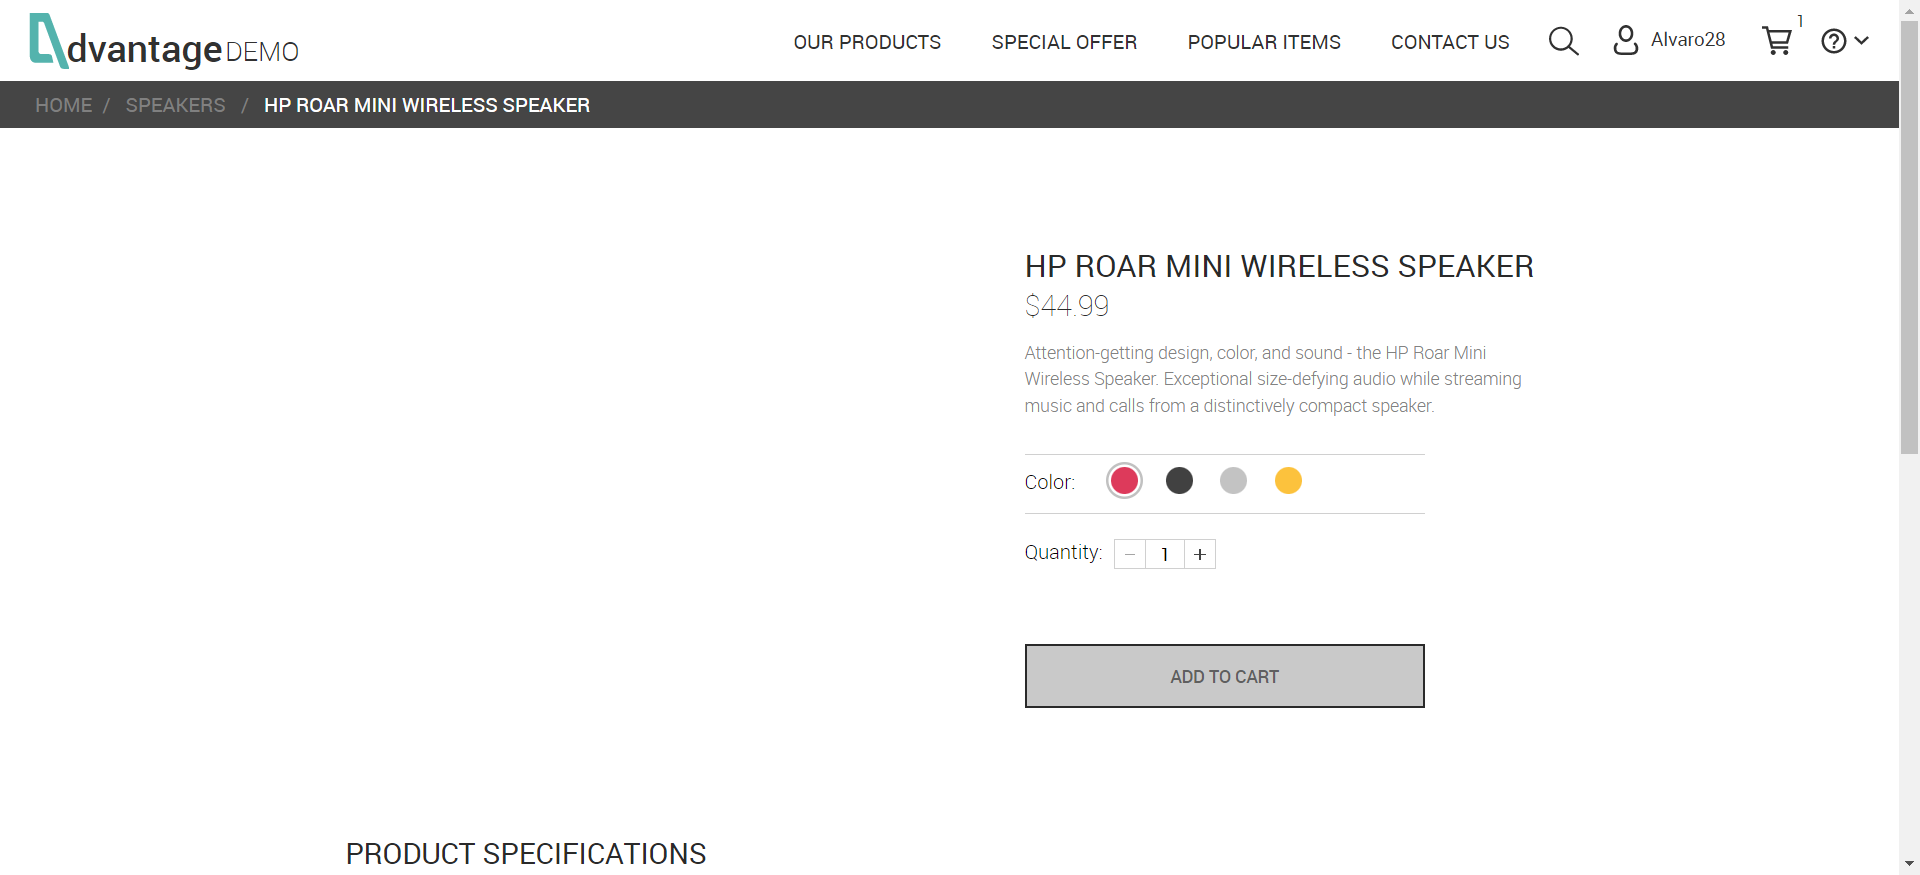 dvantage DEMO
OUR PRODUCTS
SPECIAL OFFER
POPULAR ITEMS
CONTACT US
Alvaro28
1
HOME / SPEAKERS / HP ROAR MINI WIRELESS SPEAKER
HP ROAR MINI WIRELESS SPEAKER
$44.99
Attention-getting design, color, and sound - the HP Roar Mini
Wireless Speaker. Exceptional size-defying audio while streaming
music and calls from a distinctively compact speaker.
Color:
Quantity: − 1 +
ADD TO CART
PRODUCT SPECIFICATIONS